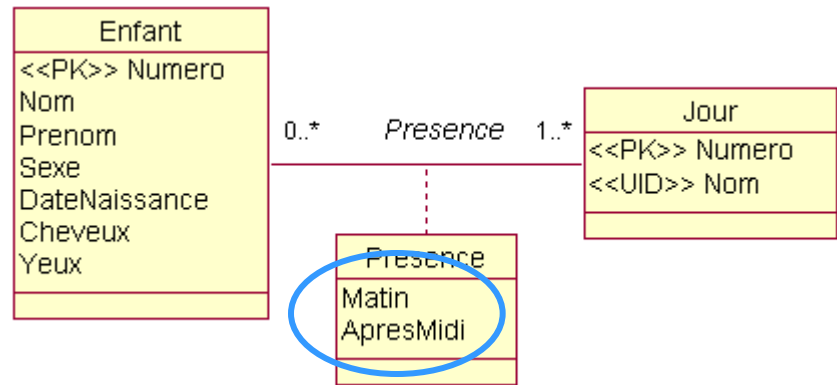 Enfant
<<PK>> Numero
Nom
Prenom
Sexe
DateNaissance
Cheveux
Yeux
0..* Presence 1..*
Jour
<<PK>> Numero
<<UID>> Nom
Presence
Matin
ApresMidi